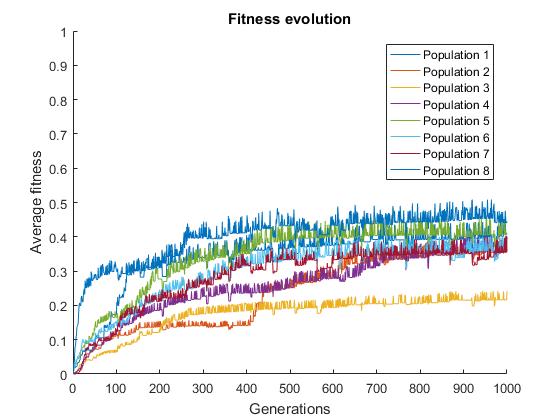 Fitness evolution
Average fitness
1
0.9
0.8
0.7
0.6
0.5
0.4
0.3
0.2
0.1
0
Population 1
Population 2
Population 3
Population 4
Population 5
Population 6
Population 7
Population 8
0 100 200 300 400 500 600 700 800 900 1000
Generations